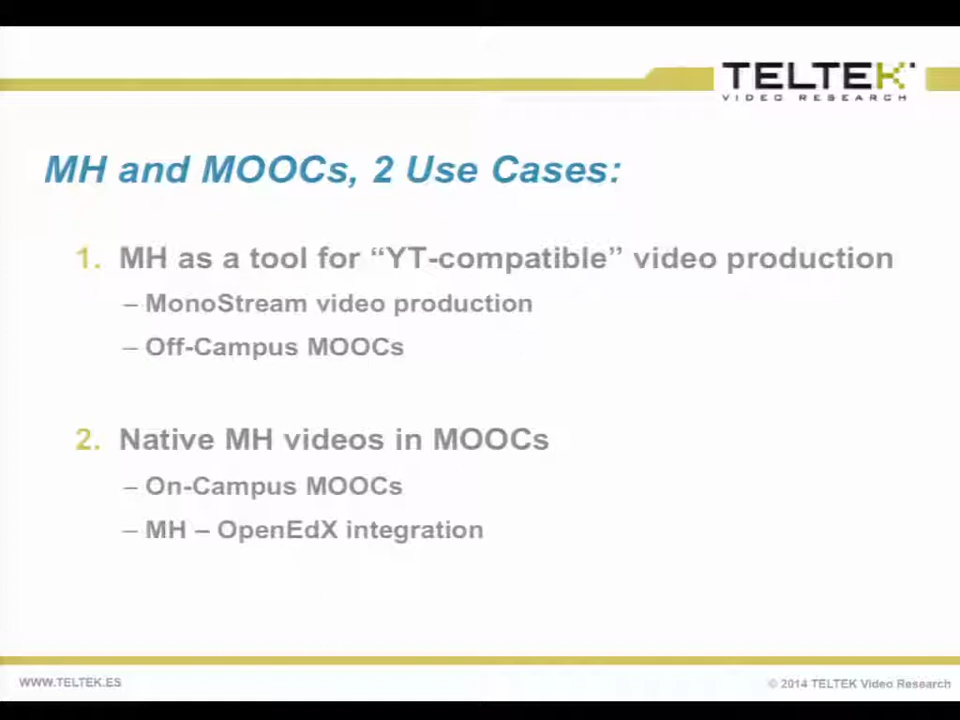 TELTEK
VIDEO RESEARCH
MH and MOOCs, 2 Use Cases:
1. MH as a tool for “YT-compatible” video production
– MonoStream video production
– Off-Campus MOOCs
2. Native MH videos in MOOCs
– On-Campus MOOCs
– MH – OpenEdX integration
WWW.TELTEK.ES
© 2014 TELTEK Video Research